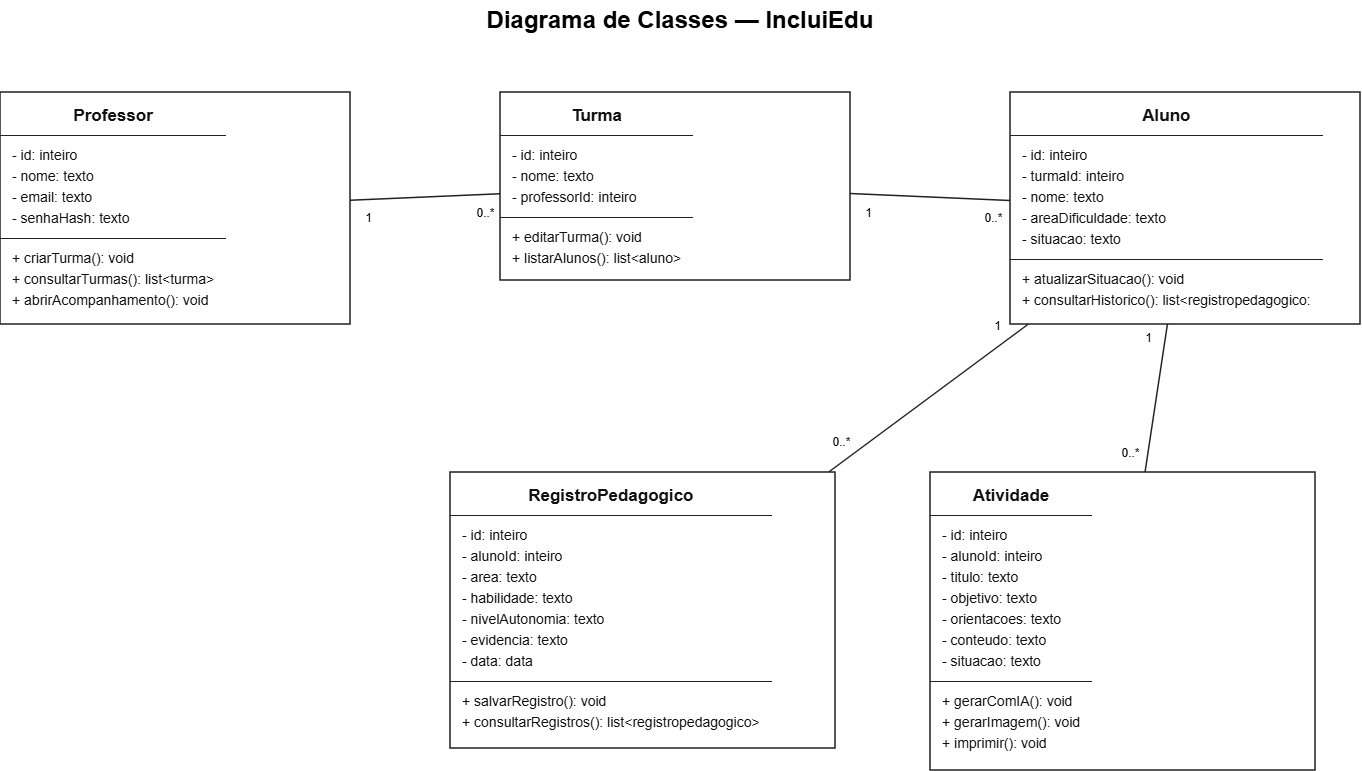 Diagrama de Classes — IncluiEdu
Professor
- id: inteiro
- nome: texto
- email: texto
- senhaHash: texto
+ criarTurma(): void
+ consultarTurmas(): list<turma>
+ abrirAcompanhamento(): void
1
0..*
Turma
- id: inteiro
- nome: texto
- professorId: inteiro
+ editarTurma(): void
+ listarAlunos(): list<aluno>
1
0..*
Aluno
- id: inteiro
- turmaId: inteiro
- nome: texto
- areaDificuldade: texto
- situacao: texto
+ atualizarSituacao(): void
+ consultarHistorico(): list<registropedagogico:
1
0..*
1
0..*
RegistroPedagogico
- id: inteiro
- alunoId: inteiro
- area: texto
- habilidade: texto
- nivelAutonomia: texto
- evidencia: texto
- data: data
+ salvarRegistro(): void
+ consultarRegistros(): list<registropedagogico>
Atividade
- id: inteiro
- alunoId: inteiro
- titulo: texto
- objetivo: texto
- orientacoes: texto
- conteudo: texto
- situacao: texto
+ gerarComIA(): void
+ gerarImagem(): void
+ imprimir(): void